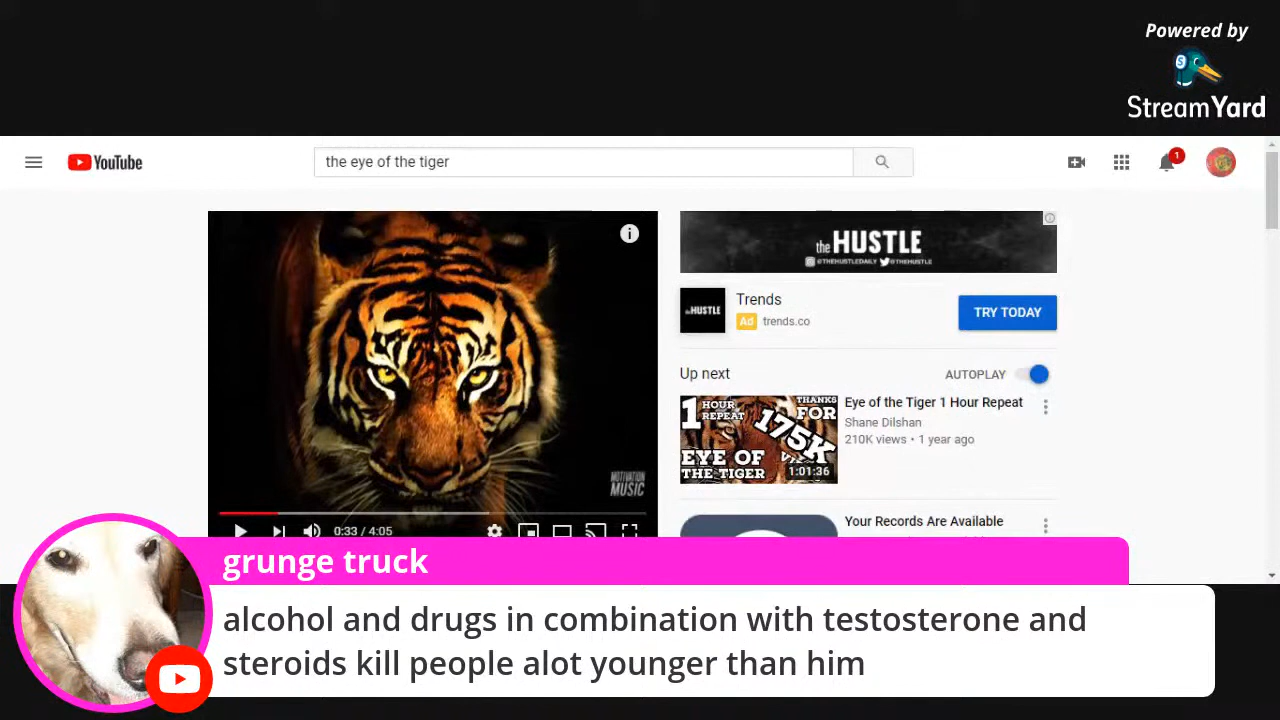 Powered by
StreamYard
YouTube
the eye of the tiger
1
the HUSTLE
@THEHUSTLEDAILY @THEHUSTLE
MOTIVATION
MUSIC
0:33 / 4:05
the HUSTLE
Trends
Ad trends.co
TRY TODAY
Up next
AUTOPLAY
1 HOUR
REPEAT
THANKS
FOR
175K
EYE OF
THE TIGER
1:01:36
Eye of the Tiger 1 Hour Repeat
Shane Dilshan
210K views • 1 year ago
Your Records Are Available
grunge truck
alcohol and drugs in combination with testosterone and
steroids kill people alot younger than him